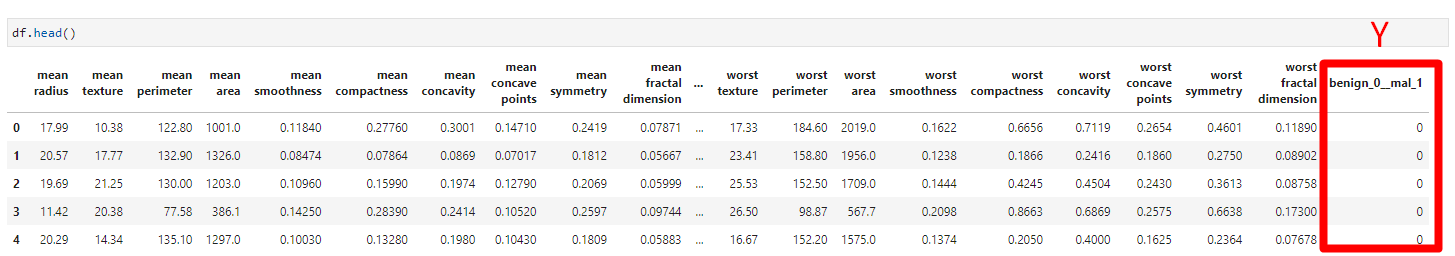 df.head()
Y
mean radius mean texture mean perimeter mean area mean smoothness mean compactness mean concavity mean concave points mean symmetry mean fractal dimension ... worst texture worst perimeter worst area worst smoothness worst compactness worst concavity worst concave points worst symmetry worst fractal dimension benign_0__mal_1
0 17.99 10.38 122.80 1001.0 0.11840 0.27760 0.3001 0.14710 0.2419 0.07871 ... 17.33 184.60 2019.0 0.1622 0.6656 0.7119 0.2654 0.4601 0.11890 0
1 20.57 17.77 132.90 1326.0 0.08474 0.07864 0.0869 0.07017 0.1812 0.05667 ... 23.41 158.80 1956.0 0.1238 0.1866 0.2416 0.1860 0.2750 0.08902 0
2 19.69 21.25 130.00 1203.0 0.10960 0.15990 0.1974 0.12790 0.2069 0.05999 ... 25.53 152.50 1709.0 0.1444 0.4245 0.4504 0.2430 0.3613 0.08758 0
3 11.42 20.38 77.58 386.1 0.14250 0.28390 0.2414 0.10520 0.2597 0.09744 ... 26.50 98.87 567.7 0.2098 0.8663 0.6869 0.2575 0.6638 0.17300 0
4 20.29 14.34 135.10 1297.0 0.10030 0.13280 0.1980 0.10430 0.1809 0.05883 ... 16.67 152.20 1575.0 0.1374 0.2050 0.4000 0.1625 0.2364 0.07678 0